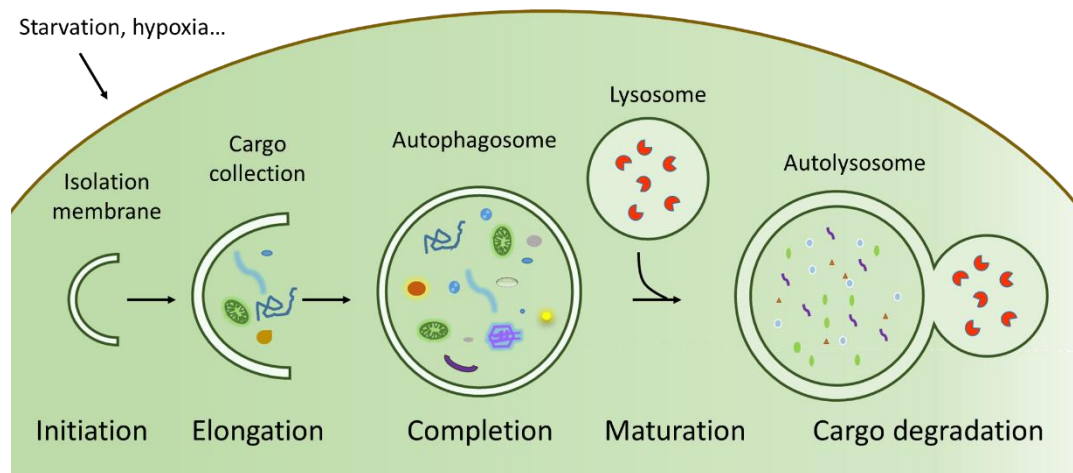 Starvation, hypoxia…
Isolation
membrane
Cargo
collection
Autophagosome
Lysosome
Autolysosome
Initiation
Elongation
Completion
Maturation
Cargo degradation